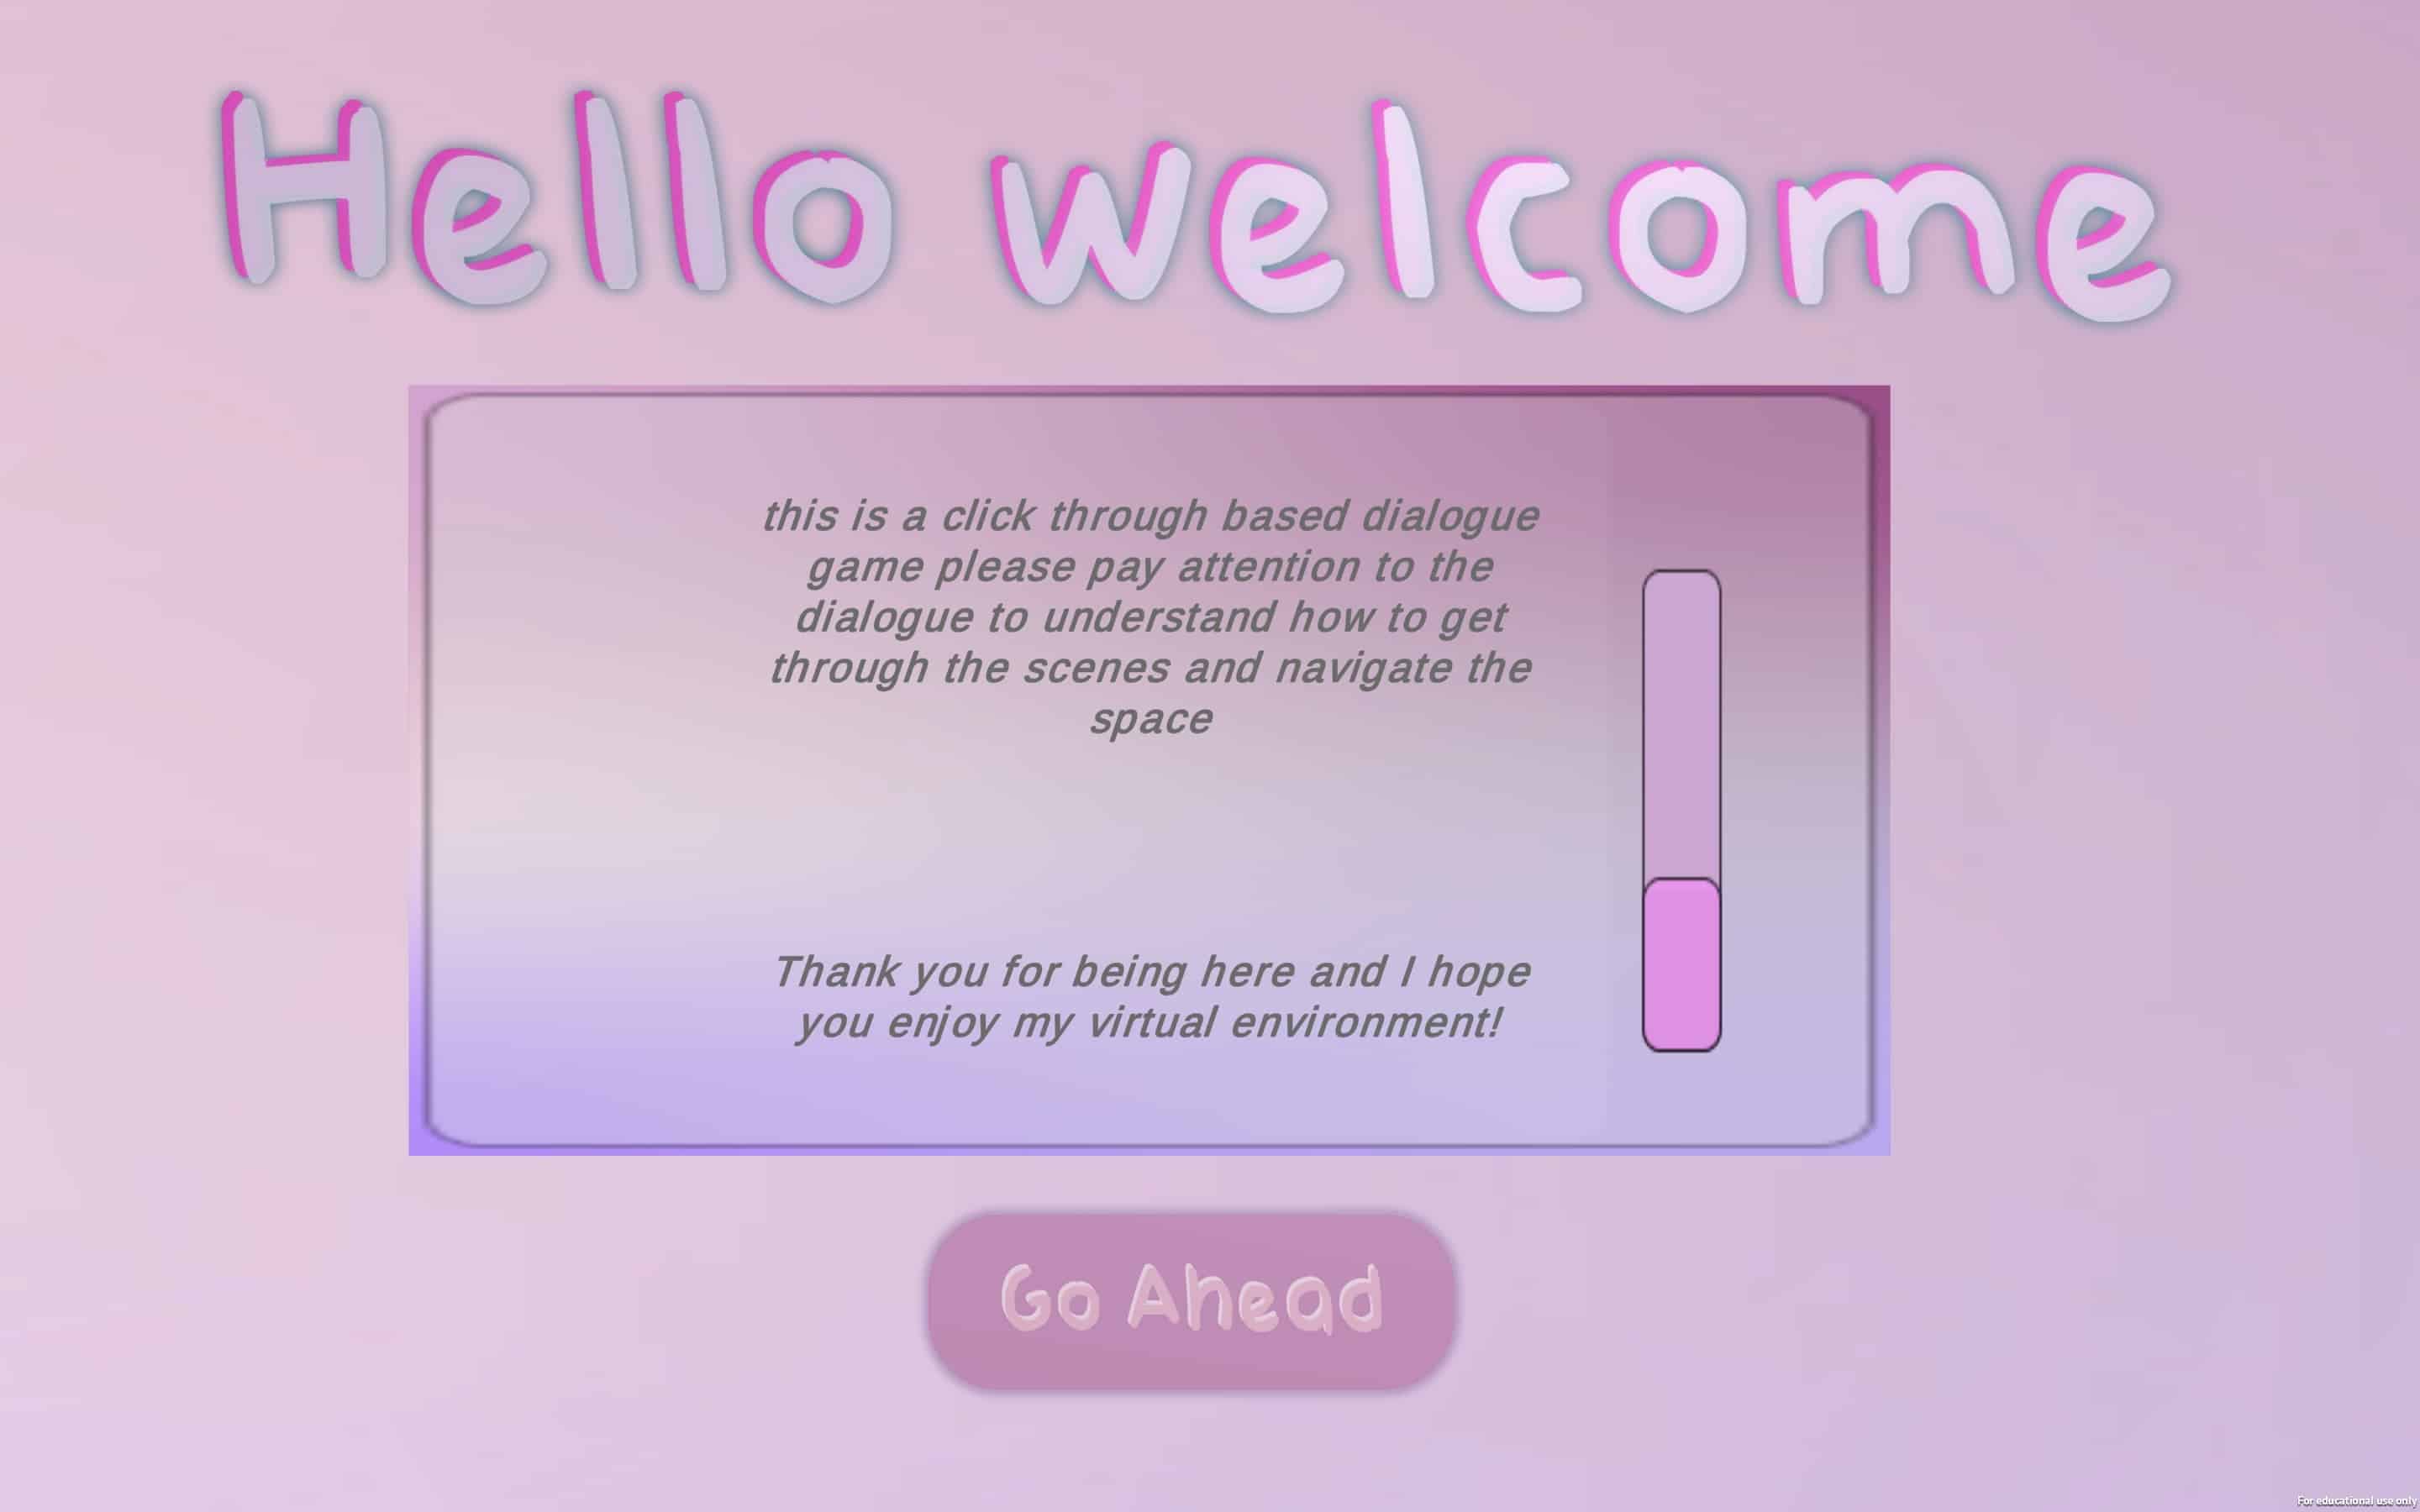 Hello welcome
this is a click through based dialogue
game please pay attention to the
dialogue to understand how to get
through the scenes and navigate the
space
Thank you for being here and I hope
you enjoy my virtual environment!
Go Ahead
For educational use only